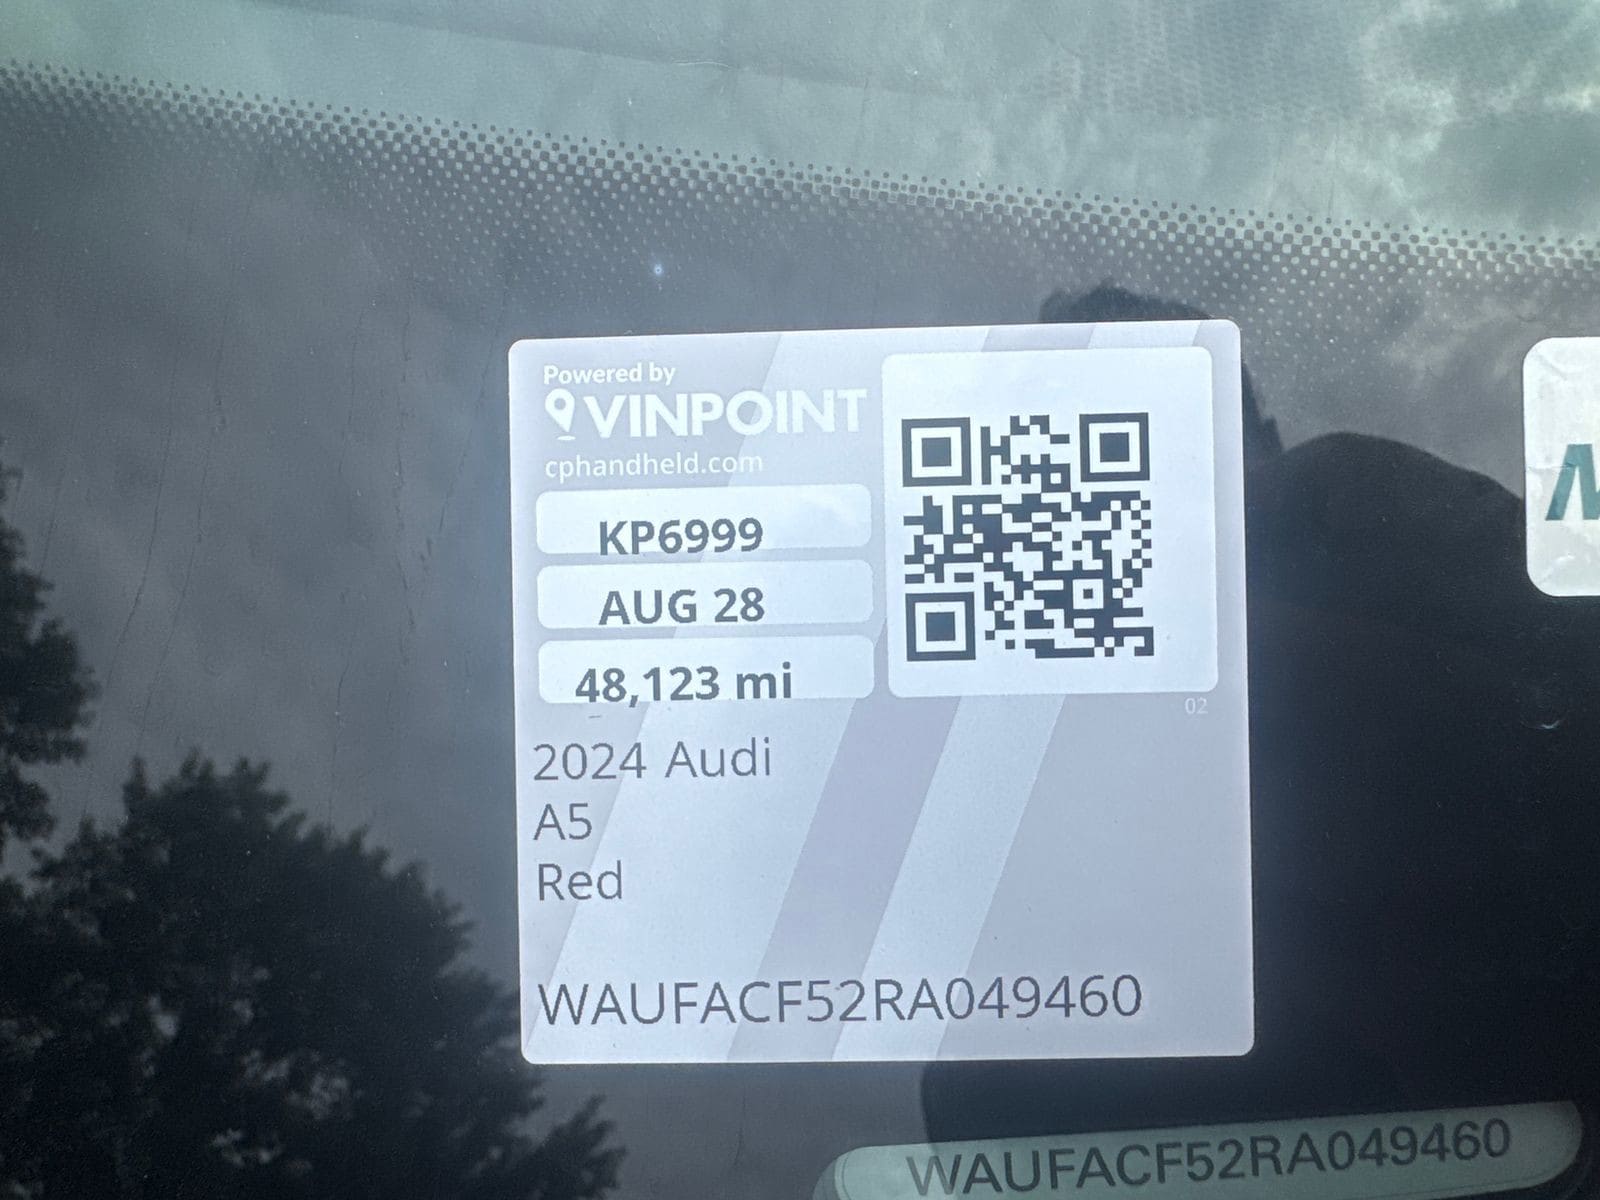 Powered by
VINPOINT
cphandheld.com
KP6999
AUG 28
48,123 mi
02
2024 Audi
A5
Red
WAUFACF52RA049460
WAUFACF52RA049460